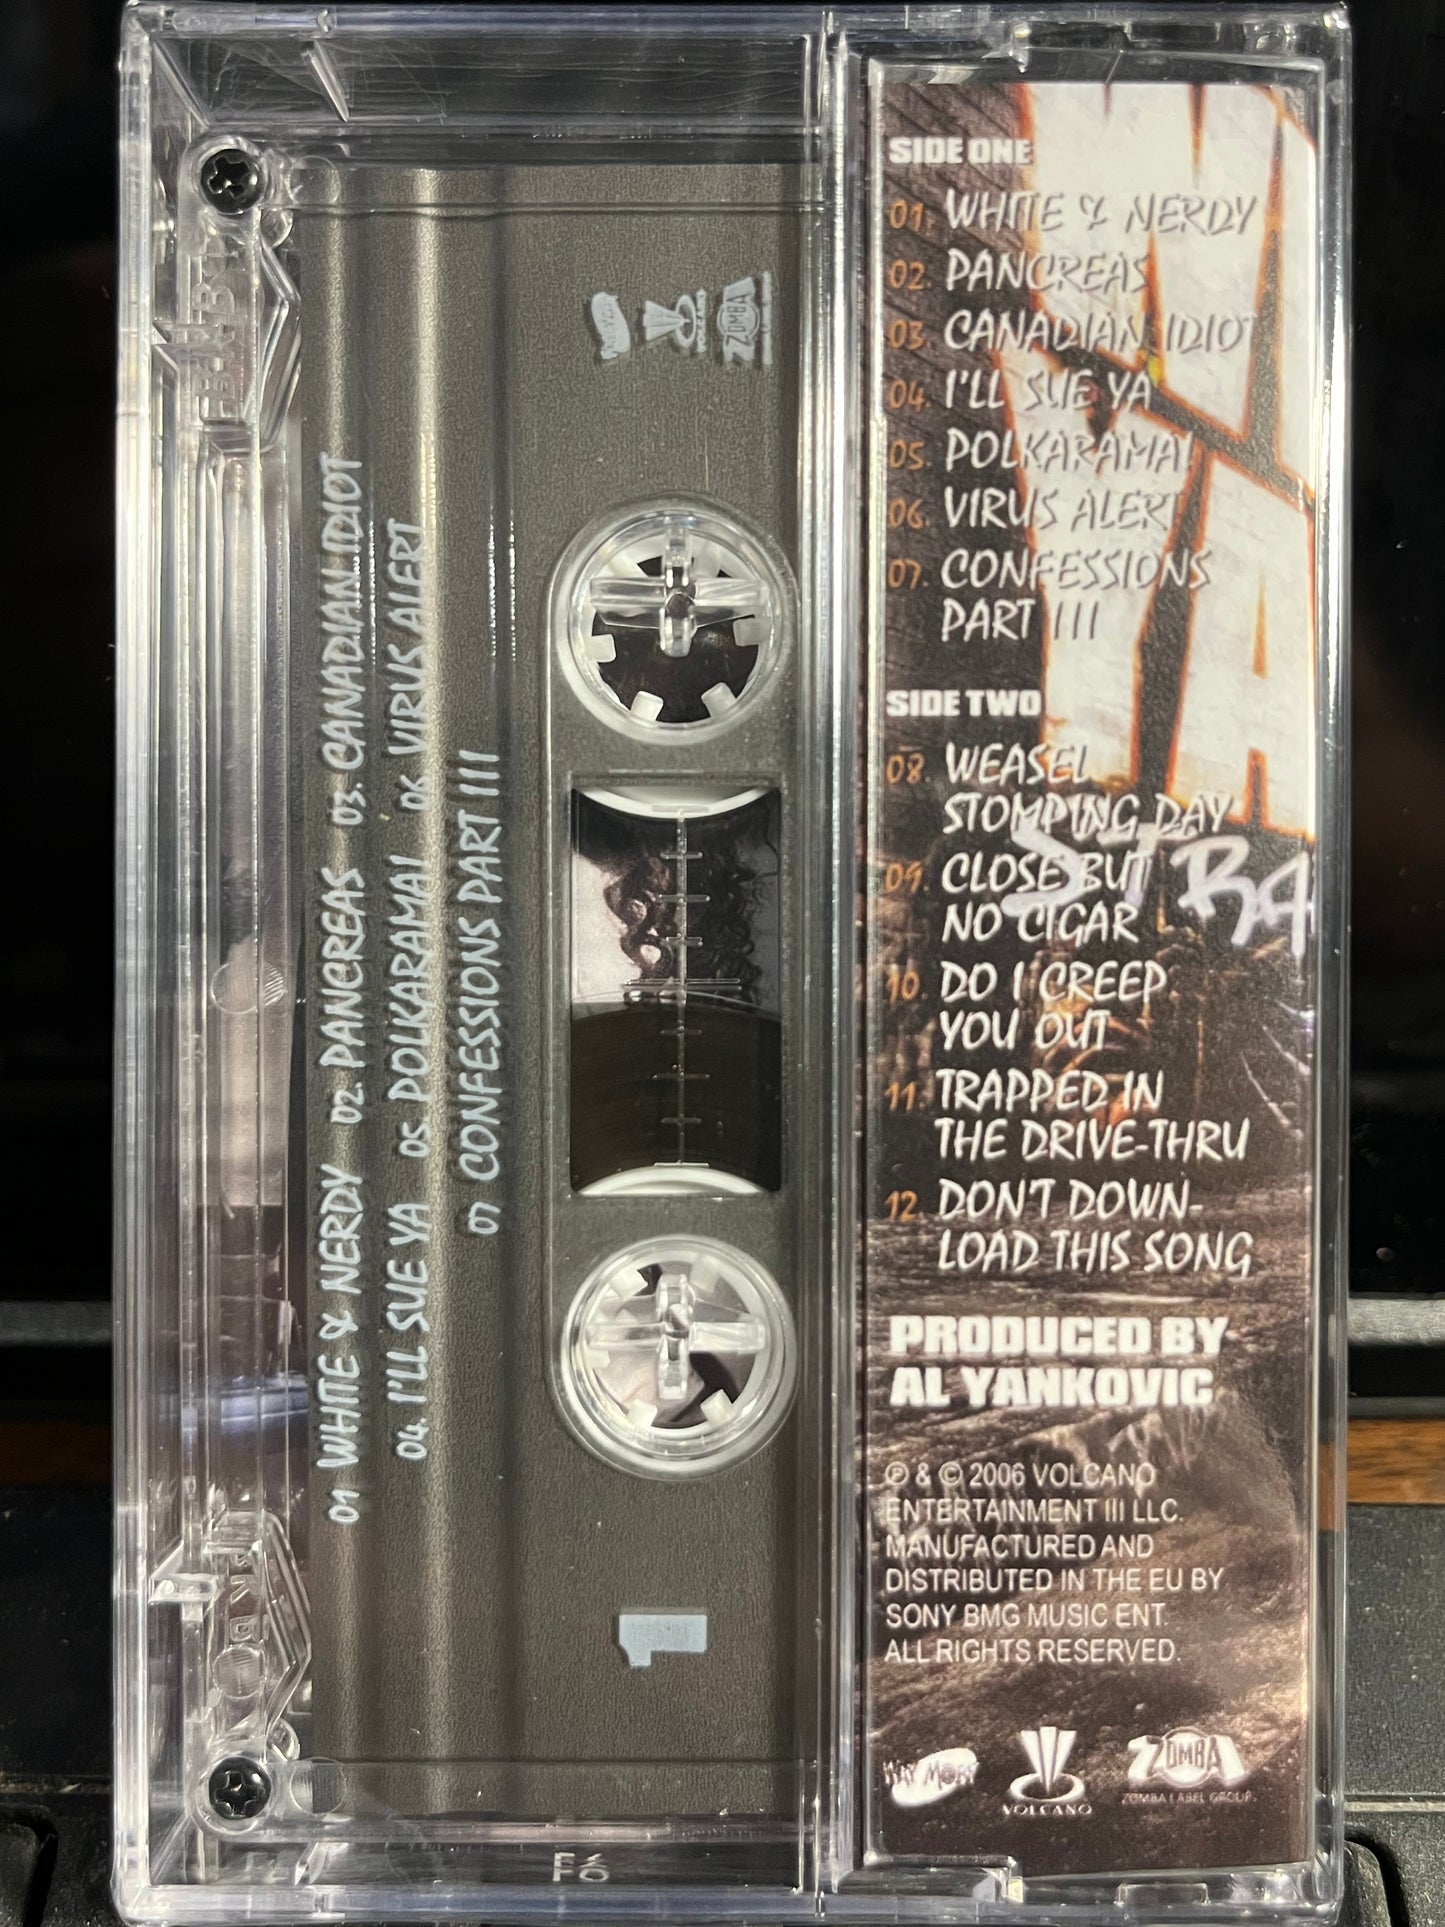 SIDE ONE
01. WHITE & NERDY
02. PANCREAS
03. CANADIAN IDIOT
04. I'LL SUE YA
05. POLKARAMA!
06. VIRUS ALERT
07. CONFESSIONS
PART III
SIDE TWO
08. WEASEL
STOMPING DAY
09. CLOSE BUT
NO CIGAR
10. DO I CREEP
YOU OUT
11. TRAPPED IN
THE DRIVE-THRU
12. DON'T DOWN-
LOAD THIS SONG
PRODUCED BY
AL YANKOVIC
℗ & © 2006 VOLCANO
ENTERTAINMENT III LLC.
MANUFACTURED AND
DISTRIBUTED IN THE EU BY
SONY BMG MUSIC ENT.
ALL RIGHTS RESERVED.
WAY MOBY
VOLCANO
ZOMBA
ZOMBA LABEL GROUP
01 WHITE & NERDY 02. PANCREAS 03. CANADIAN IDIOT
04. I'LL SUE YA 05. POLKARAMA! 06 VIRUS ALERT
07 CONFESSIONS PART III
VOLCANO
ZOMBA
1